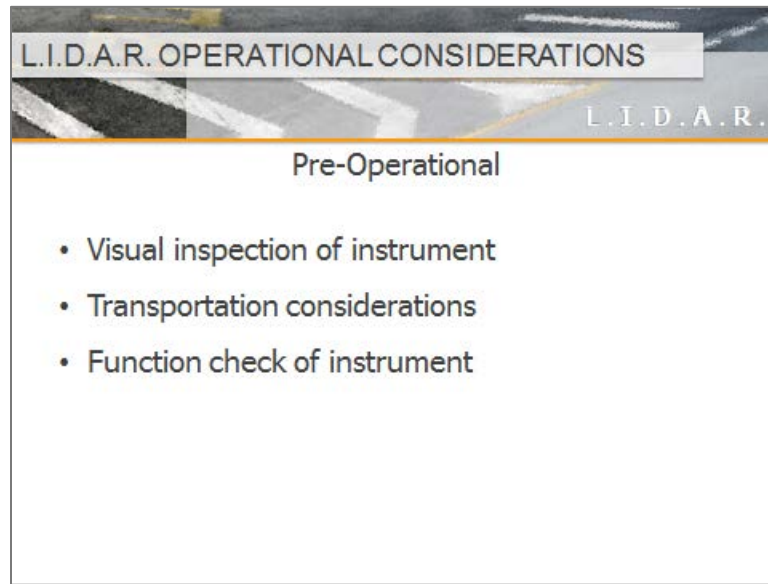 L.I.D.A.R. OPERATIONAL CONSIDERATIONS
L.I.D.A.R.
Pre-Operational
• Visual inspection of instrument
• Transportation considerations
• Function check of instrument